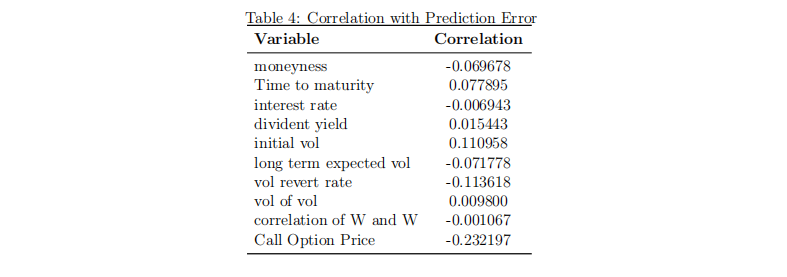 Table 4: Correlation with Prediction Error
Variable Correlation
moneyness -0.069678
Time to maturity 0.077895
interest rate -0.006943
divident yield 0.015443
initial vol 0.110958
long term expected vol -0.071778
vol revert rate -0.113618
vol of vol 0.009800
correlation of W and W -0.001067
Call Option Price -0.232197